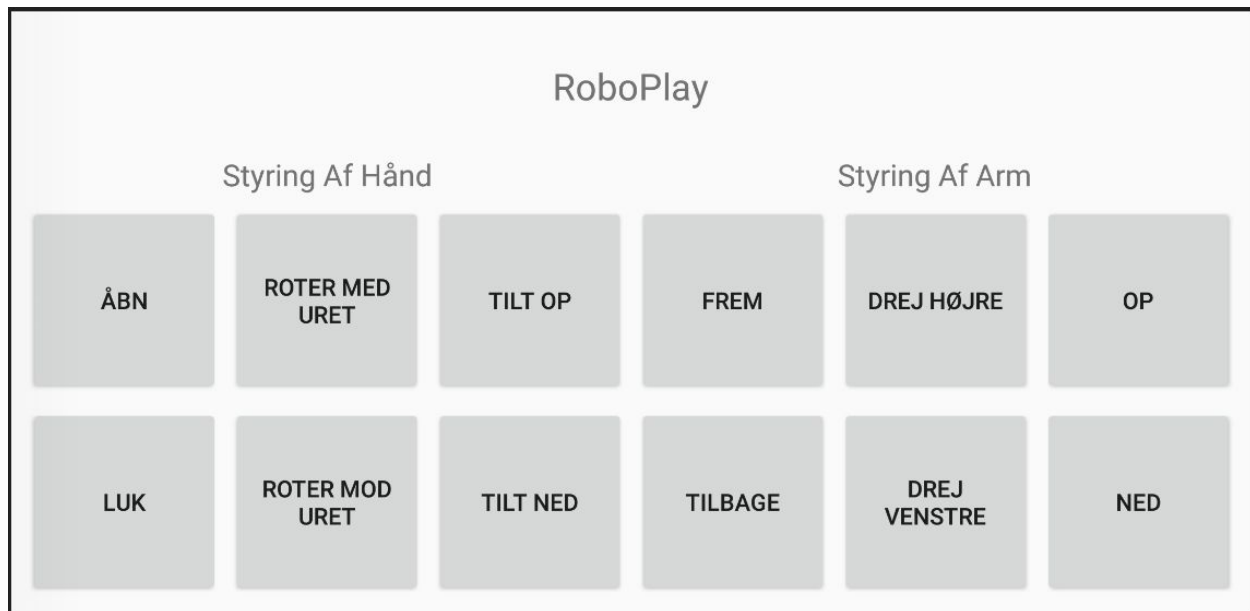 RoboPlay
Styring Af Hånd
Styring Af Arm
ÅBN
ROTER MED
URET
TILT OP
FREM
DREJ HØJRE
OP
LUK
ROTER MOD
URET
TILT NED
TILBAGE
DREJ
VENSTRE
NED